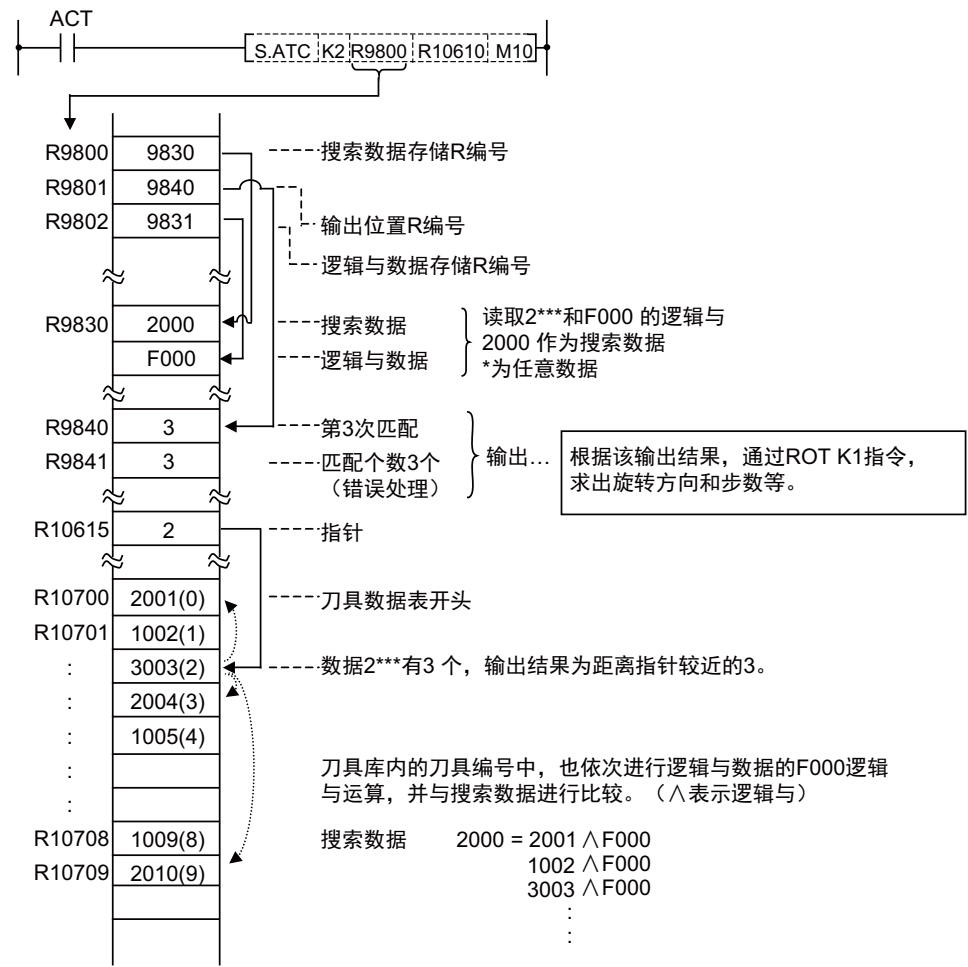 ACT
S.ATC K2 R9800 R10610 M10
R9800 9830 搜索数据存储R编号
R9801 9840
R9802 9831 输出位置R编号
逻辑与数据存储R编号
R9830 2000 搜索数据 读取2***和F000 的逻辑与
F000 逻辑与数据 2000 作为搜索数据
*为任意数据
R9840 3 第3次匹配
R9841 3 匹配个数3个 输出… 根据该输出结果，通过ROT K1指令，
（错误处理） 求出旋转方向和步数等。
R10615 2 指针
R10700 2001(0) 刀具数据表开头
R10701 1002(1)
: 3003(2) 数据2***有3 个，输出结果为距离指针较近的3。
: 2004(3)
: 1005(4)
:
:
刀具库内的刀具编号中，也依次进行逻辑与数据的F000逻辑
与运算，并与搜索数据进行比较。（∧表示逻辑与）
R10708 1009(8) 搜索数据 2000 = 2001 ∧F000
1002 ∧F000
R10709 2010(9) 3003 ∧F000
:
: